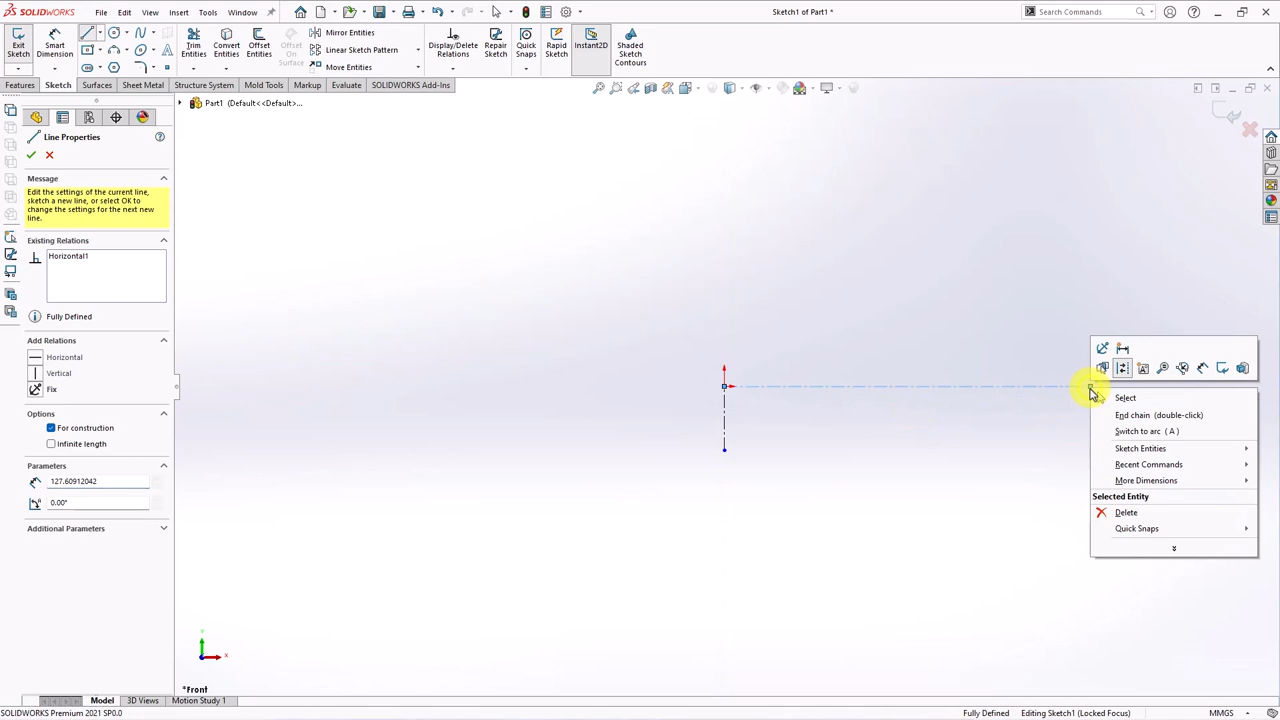 SOLIDWORKS
File
Edit
View
Insert
Tools
Window
Sketch1 of Part1 *
Search Commands
Exit Sketch
Smart Dimension
Trim Entities
Convert Entities
Offset Entities
Offset On Surface
Mirror Entities
Linear Sketch Pattern
Move Entities
Display/Delete Relations
Repair Sketch
Quick Snaps
Rapid Sketch
Instant2D
Shaded Sketch Contours
Features
Sketch
Surfaces
Sheet Metal
Structure System
Mold Tools
Markup
Evaluate
SOLIDWORKS Add-Ins
Part1 (Default<<Default>...
Line Properties
Message
Edit the settings of the current line,
sketch a new line, or select OK to
change the settings for the next new
line.
Existing Relations
Horizontal1
Fully Defined
Add Relations
Horizontal
Vertical
Fix
Options
For construction
Infinite length
Parameters
127.60912042
0.00°
Additional Parameters
Select
End chain (double-click)
Switch to arc (A)
Sketch Entities
Recent Commands
More Dimensions
Selected Entity
Delete
Quick Snaps
Y
X
*Front
Model
3D Views
Motion Study 1
SOLIDWORKS Premium 2021 SP0.0
Fully Defined
Editing Sketch1 (Locked Focus)
MMGS